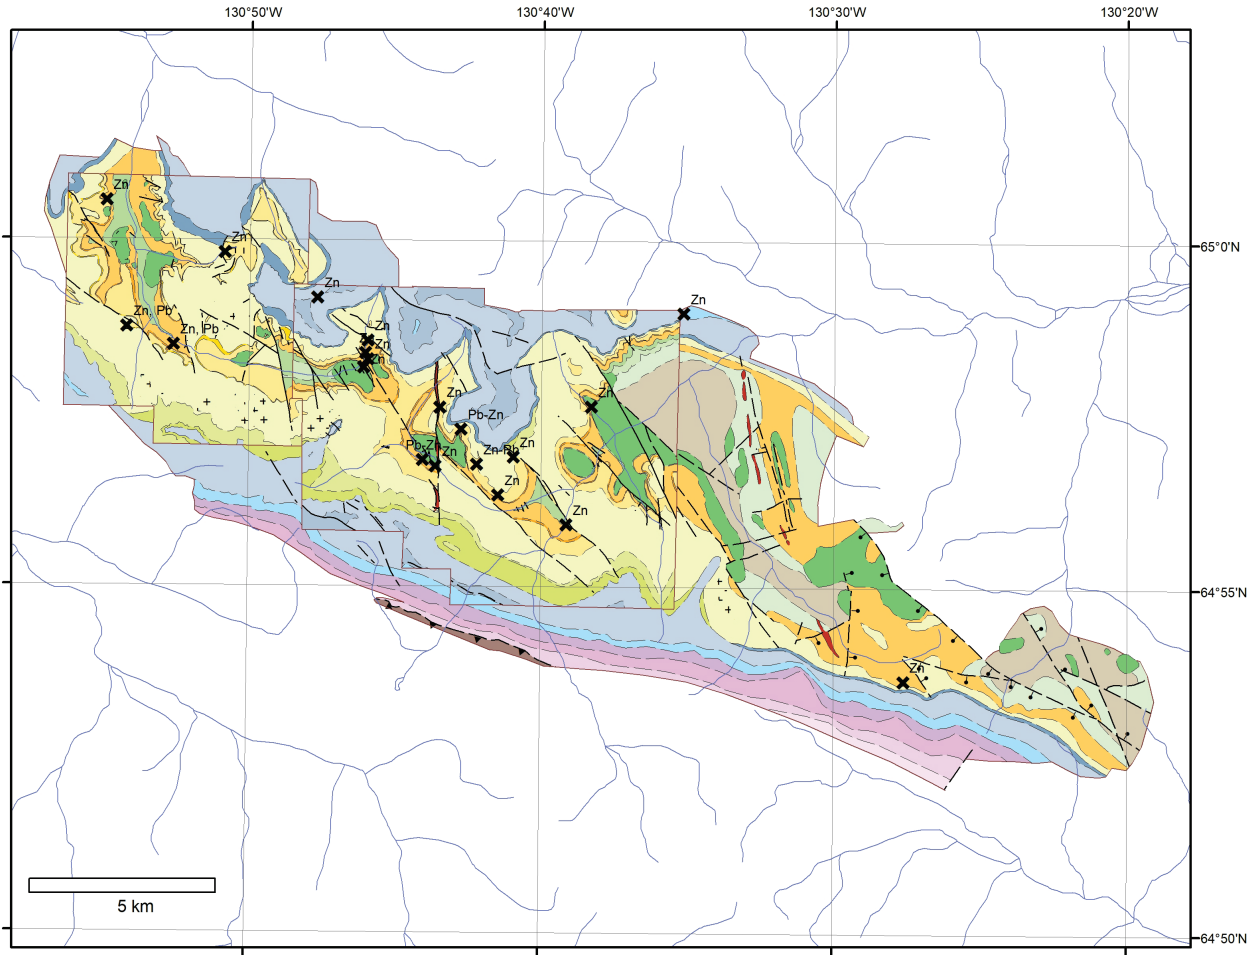 130°50'W
130°40'W
130°30'W
130°20'W
Zn
Zn
65°0'N
Zn
Zn
Zn, Pb
Zn, Pb
Zn
Zn
Zn
Zn
Zn
Pb-Zn
Pb-Zn
Zn
Zn-Pb
Zn
Zn
Zn
64°55'N
Zn
5 km
64°50'N